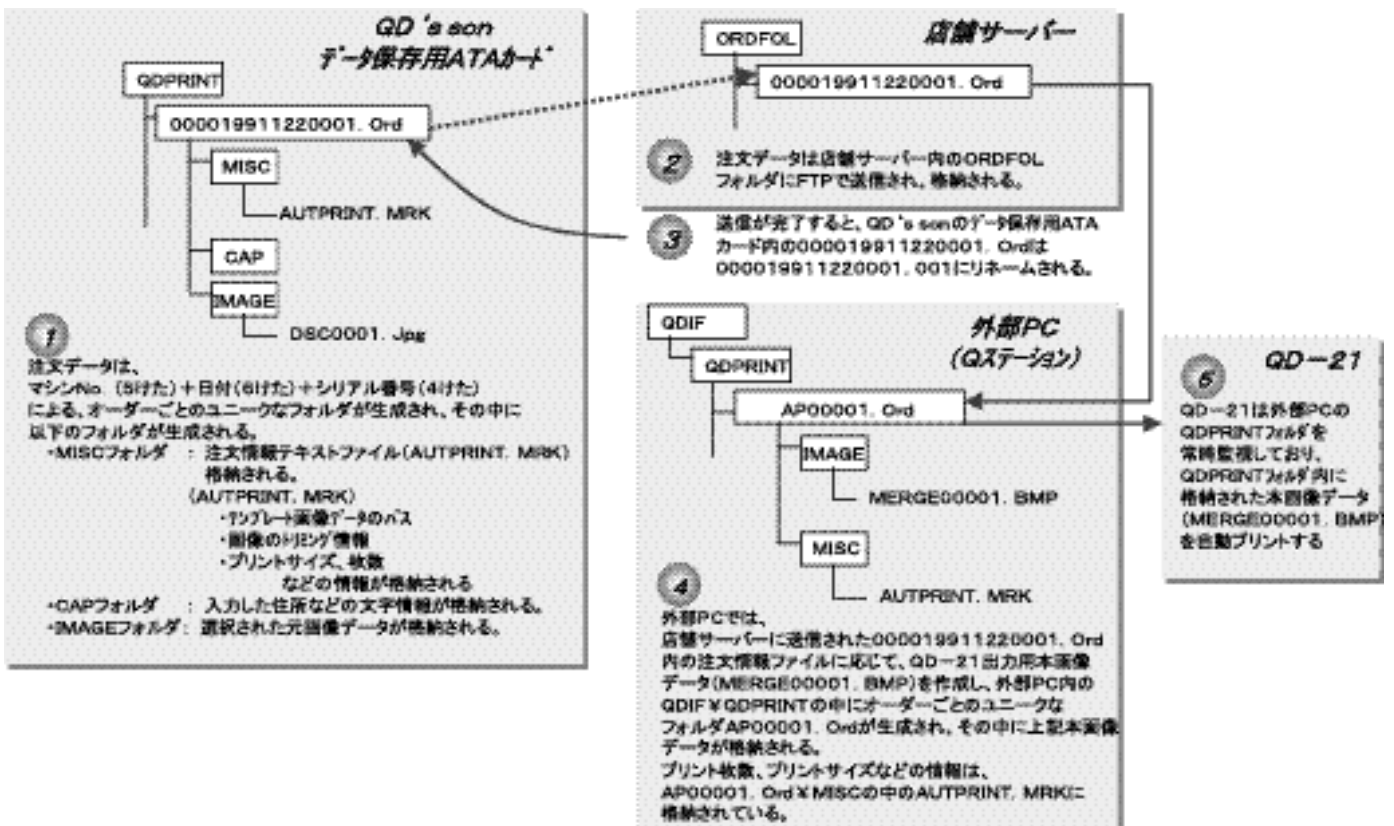 QD's son
データ保存用ATAカード
QDPRINT
000019911220001. Ord
MISC
AUTPRINT. MRK
CAP
IMAGE
DSC0001. Jpg
1
注文データは、
マシンNo. (5けた)+日付(6けた)+シリアル番号(4けた)
による、オーダーごとのユニークなフォルダが生成され、その中に
以下のフォルダが生成される。
・MISCフォルダ : 注文情報テキストファイル(AUTPRINT. MRK)
格納される。
(AUTPRINT. MRK)
・テンプレート画像データのパス
・画像のトリミング情報
・プリントサイズ、枚数
などの情報が格納される
・CAPフォルダ : 入力した住所などの文字情報が格納される。
・IMAGEフォルダ: 選択された元画像データが格納される。
店舗サーバー
ORDFOL
000019911220001. Ord
2
注文データは店舗サーバー内のORDFOL
フォルダにFTPで送信され、格納される。
3
送信が完了すると、QD's sonのデータ保存用ATA
カード内の000019911220001. Ordは
000019911220001. 001にリネームされる。
外部PC
(Qステーション)
QDIF
QDPRINT
AP00001. Ord
IMAGE
MERGE00001. BMP
MISC
AUTPRINT. MRK
4
外部PCでは、
店舗サーバーに送信された000019911220001. Ord
内の注文情報ファイルに応じて、QD-21出力用本画像
データ(MERGE00001. BMP)を作成し、外部PC内の
QDIF¥QDPRINTの中にオーダーごとのユニークな
フォルダAP00001. Ordが生成され、その中に上記本画像
データが格納される。
プリント枚数、プリントサイズなどの情報は、
AP00001. Ord¥MISCの中のAUTPRINT. MRKに
格納されている。
QD-21
5
QD-21は外部PCの
QDPRINTフォルダを
常時監視しており、
QDPRINTフォルダ内に
格納された本画像データ
(MERGE00001. BMP)
を自動プリントする